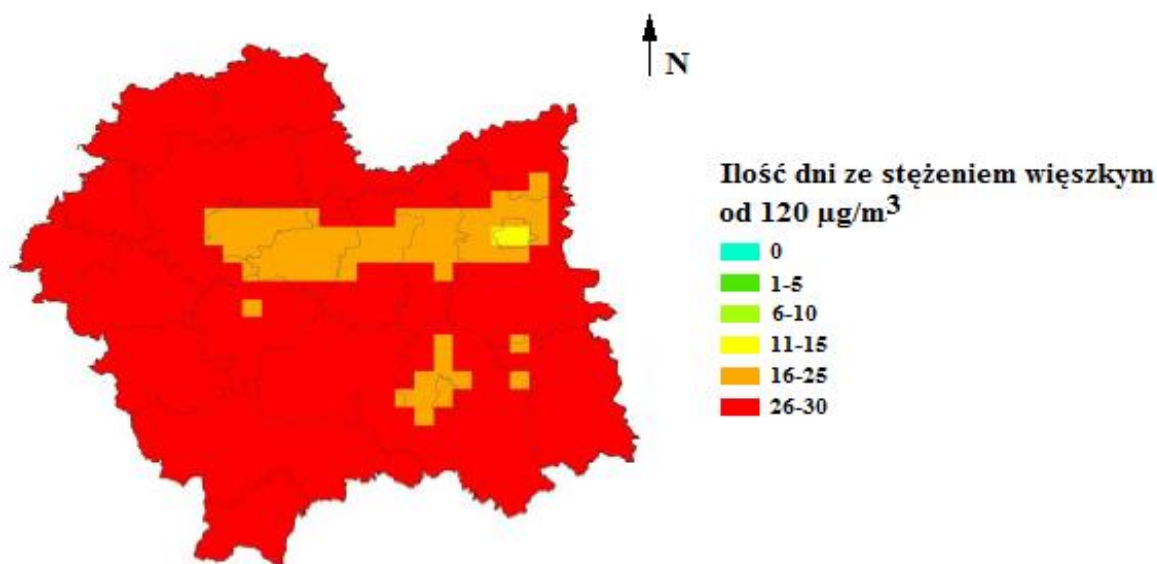 N
Ilość dni ze stężeniem więszkym
od 120 µg/m³
0
1-5
6-10
11-15
16-25
26-30